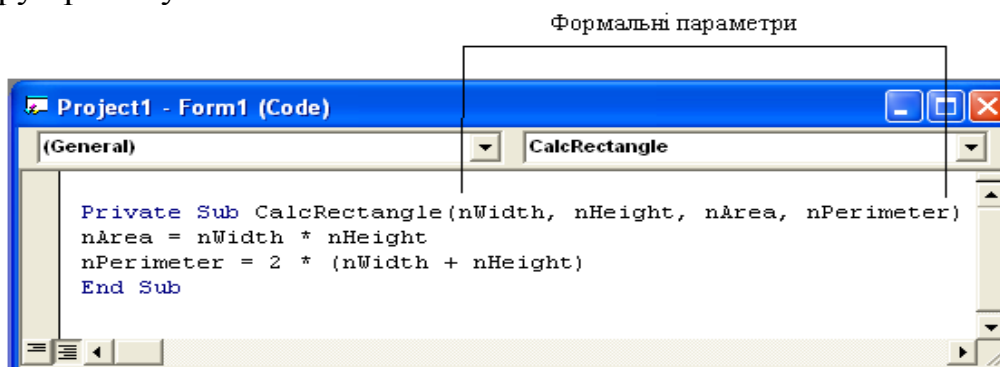 Формальні параметри
Project1 - Form1 (Code)
(General) CalcRectangle
Private Sub CalcRectangle(nWidth, nHeight, nArea, nPerimeter)
nArea = nWidth * nHeight
nPerimeter = 2 * (nWidth + nHeight)
End Sub